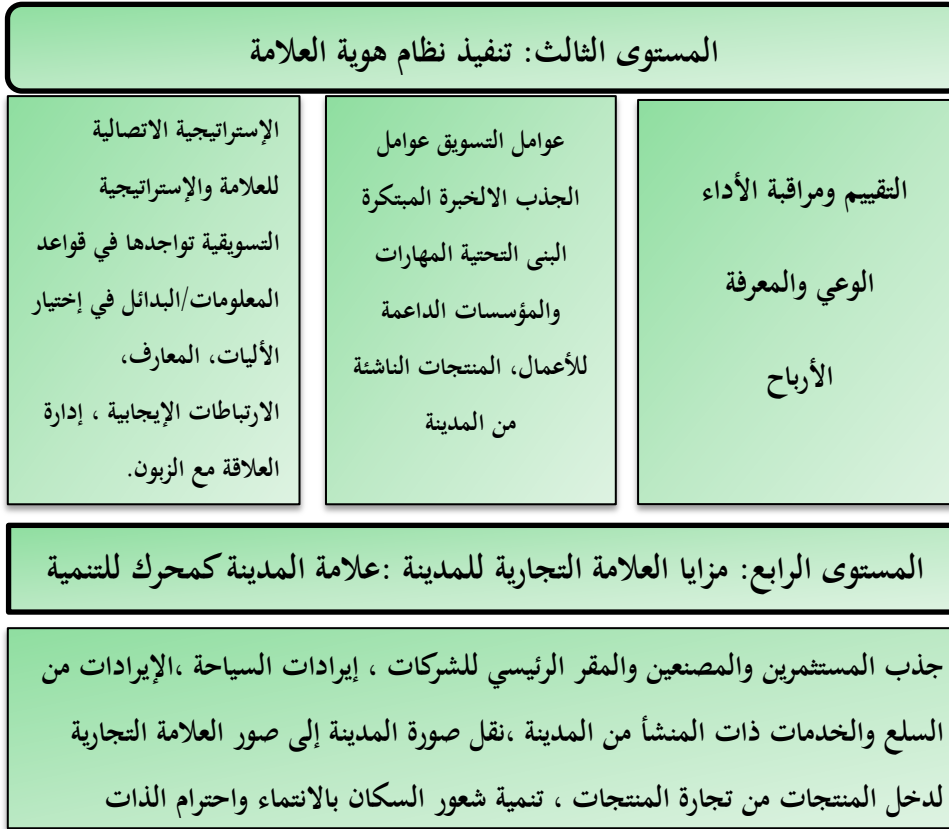 المستوى الثالث: تنفيذ نظام هوية العلامة
التقييم ومراقبة الأداء
الوعي والمعرفة
الأرباح
عوامل التسويق عوامل
الجذب الالخبرة المبتكرة
البنى التحتية المهارات
والمؤسسات الداعمة
للأعمال، المنتجات الناشئة
من المدينة
الإستراتيجية الاتصالية
للعلامة والإستراتيجية
التسويقية تواجدها في قواعد
المعلومات/البدائل في إختيار
الأليات، المعارف،
الارتباطات الإيجابية ، إدارة
العلاقة مع الزبون.
المستوى الرابع: مزايا العلامة التجارية للمدينة :علامة المدينة كمحرك للتنمية
جذب المستثمرين والمصنعين والمقر الرئيسي للشركات ، إيرادات السياحة ،الإيرادات من
السلع والخدمات ذات المنشأ من المدينة ،نقل صورة المدينة إلى صور العلامة التجارية
لدخل المنتجات من تجارة المنتجات ، تنمية شعور السكان بالانتماء واحترام الذات